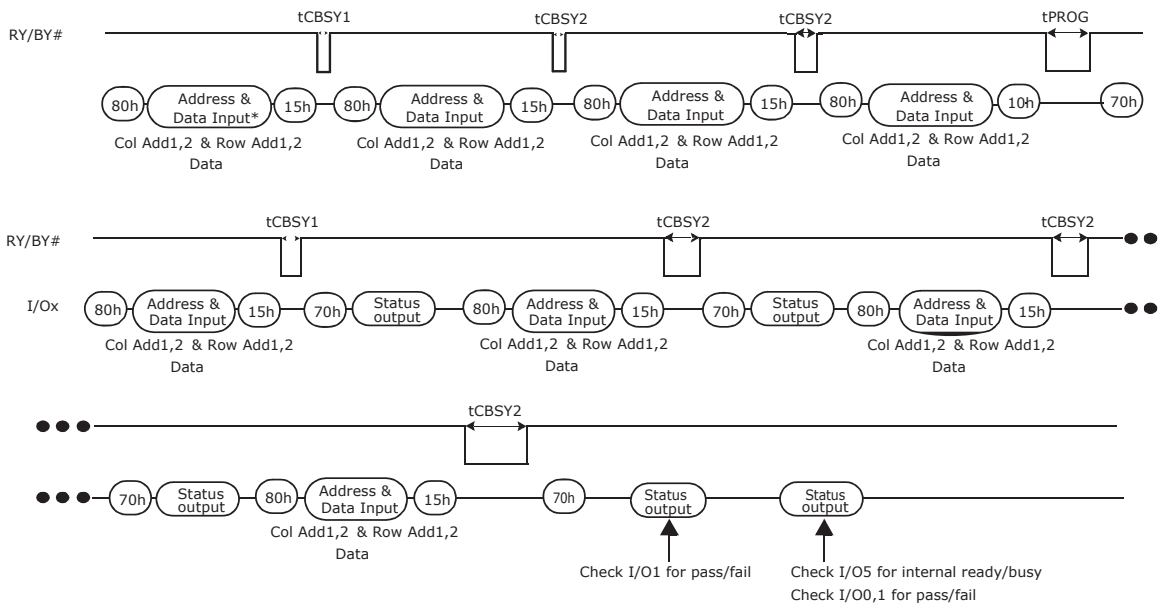 tCBSY1 tCBSY2 tCBSY2 tPROG
RY/BY#
80h Address & Data Input* 15h 80h Address & Data Input 15h 80h Address & Data Input 15h 80h Address & Data Input 10h 70h
Col Add1,2 & Row Add1,2 Col Add1,2 & Row Add1,2 Col Add1,2 & Row Add1,2 Col Add1,2 & Row Add1,2
Data Data Data Data
tCBSY1 tCBSY2 tCBSY2
RY/BY#
I/Ox 80h Address & Data Input 15h 70h Status output 80h Address & Data Input 15h 70h Status output 80h Address & Data Input 15h
Col Add1,2 & Row Add1,2 Col Add1,2 & Row Add1,2 Col Add1,2 & Row Add1,2
Data Data Data
tCBSY2
70h Status output 80h Address & Data Input 15h 70h Status output Status output
Col Add1,2 & Row Add1,2
Data
Check I/O1 for pass/fail Check I/O5 for internal ready/busy
Check I/O0,1 for pass/fail